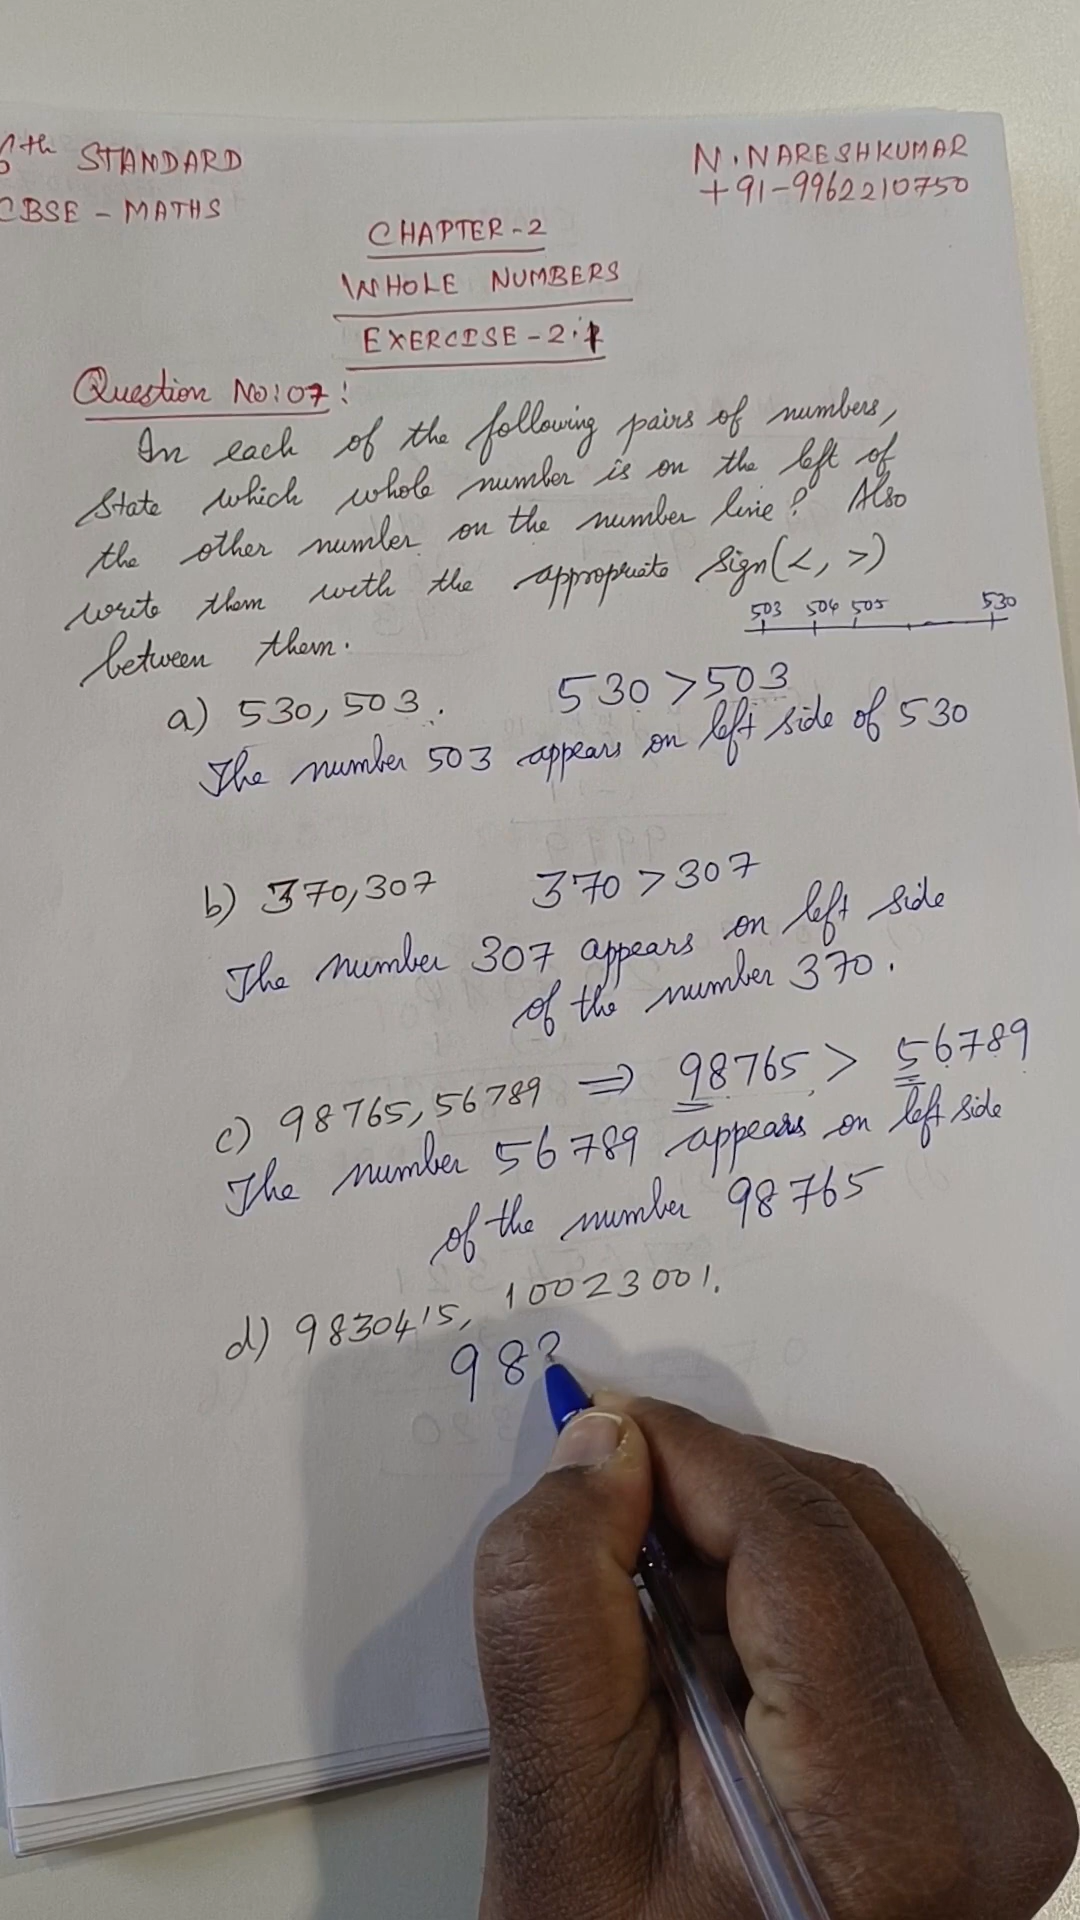 6th STANDARD
CBSE - MATHS
N. NARESHKUMAR
+91-9962210750
CHAPTER-2
WHOLE NUMBERS
EXERCISE-2.1
Question No:07:
In each of the following pairs of numbers,
State which whole number is on the left of
the other number on the number line? Also
write them with the appropriate sign(<, >)
between them.
503 504 505 530
a) 530, 503. 530 > 503
The number 503 appears on left side of 530
b) 370, 307 370 > 307
The number 307 appears on left side
of the number 370.
c) 98765, 56789 ⇒ 98765 > 56789
The number 56789 appears on left side
of the number 98765
d) 9830415, 10023001.
983